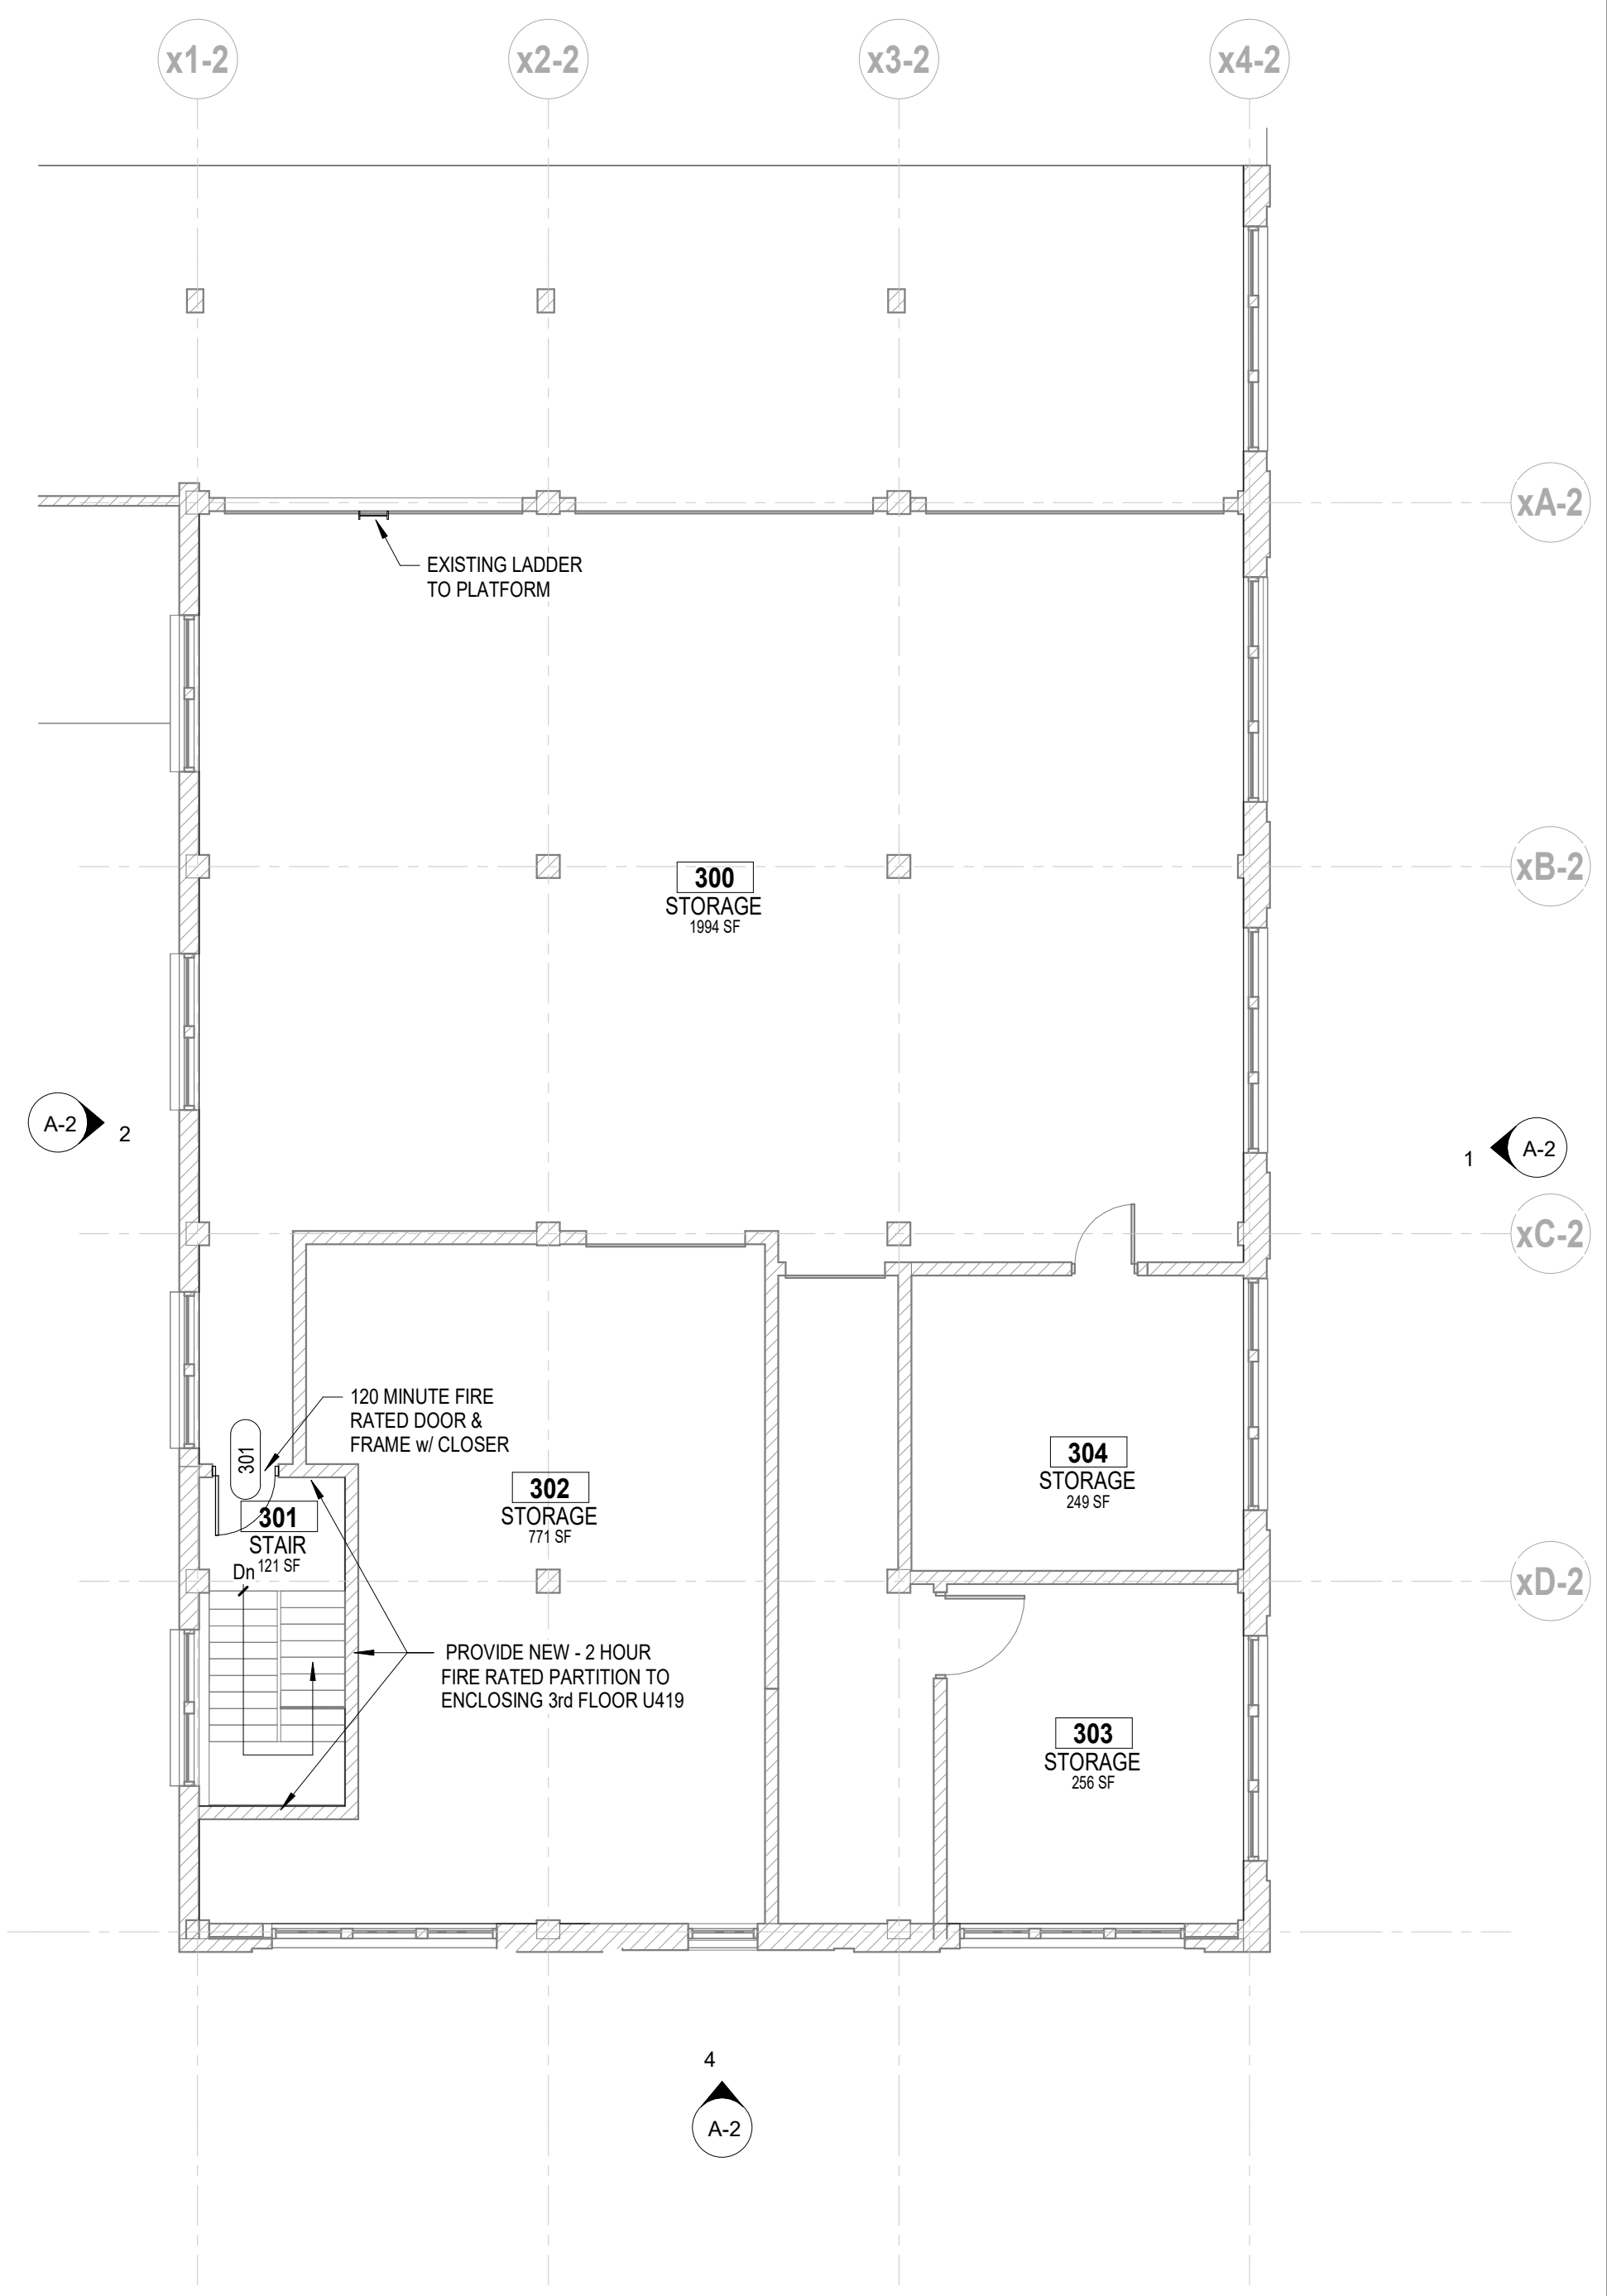 x1-2
x2-2
x3-2
x4-2
xA-2
EXISTING LADDER
TO PLATFORM
xB-2
300
STORAGE
1994 SF
A-2
2
1
A-2
xC-2
120 MINUTE FIRE
RATED DOOR &
FRAME w/ CLOSER
301
304
STORAGE
249 SF
302
STORAGE
771 SF
301
STAIR
121 SF
Dn
xD-2
PROVIDE NEW - 2 HOUR
FIRE RATED PARTITION TO
ENCLOSING 3rd FLOOR U419
303
STORAGE
256 SF
4
A-2